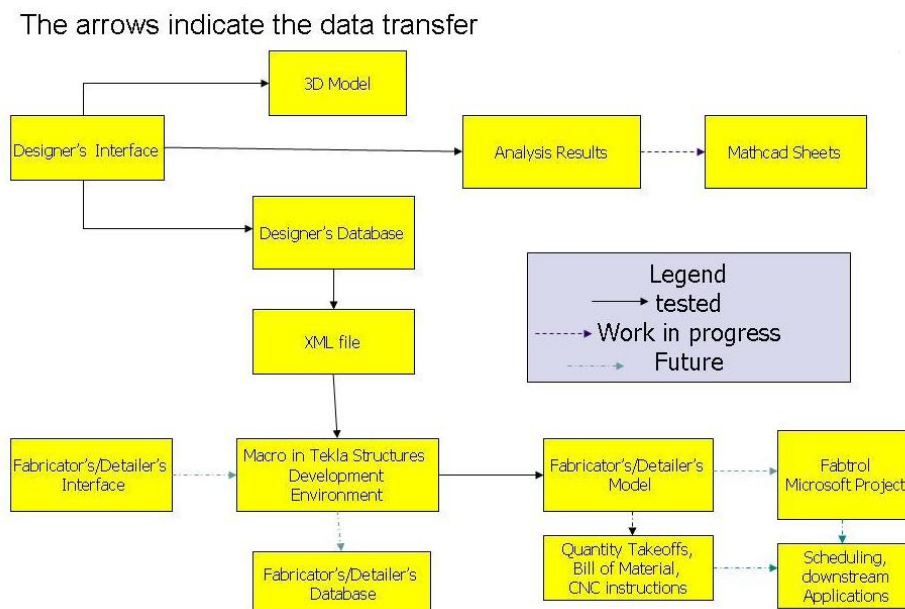 The arrows indicate the data transfer
3D Model
Designer's Interface
Analysis Results
Mathcad Sheets
Designer's Database
Legend
tested
Work in progress
Future
XML file
Fabricator's/Detailer's
Interface
Macro in Tekla Structures
Development
Environment
Fabricator's/Detailer's
Model
Fabtrol
Microsoft Project
Quantity Takeoffs,
Bill of Material,
CNC instructions
Scheduling,
downstream
Applications
Fabricator's/Detailer's
Database